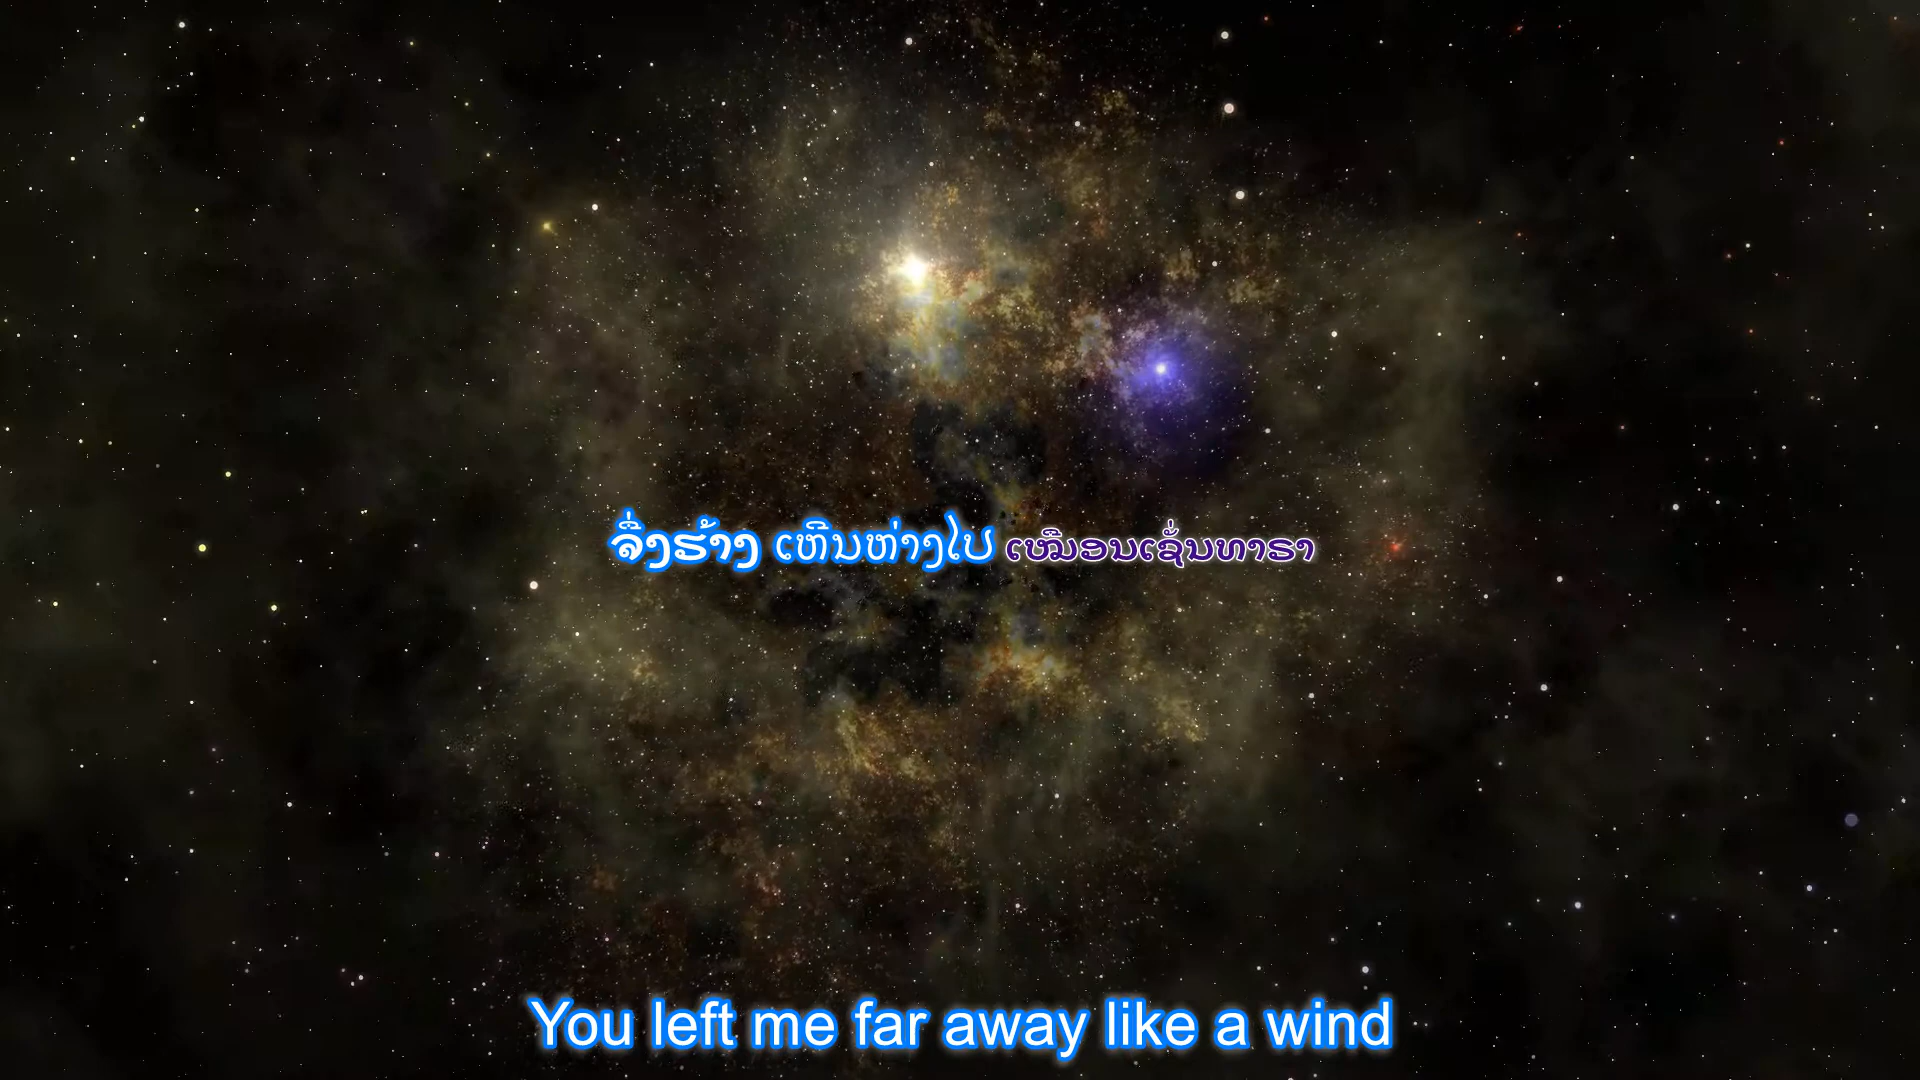 ຈື່ງຮ້າງ ເຫີນຫ່າງໄປ ເໝືອນເຊັ່ນທາຣາ
You left me far away like a wind